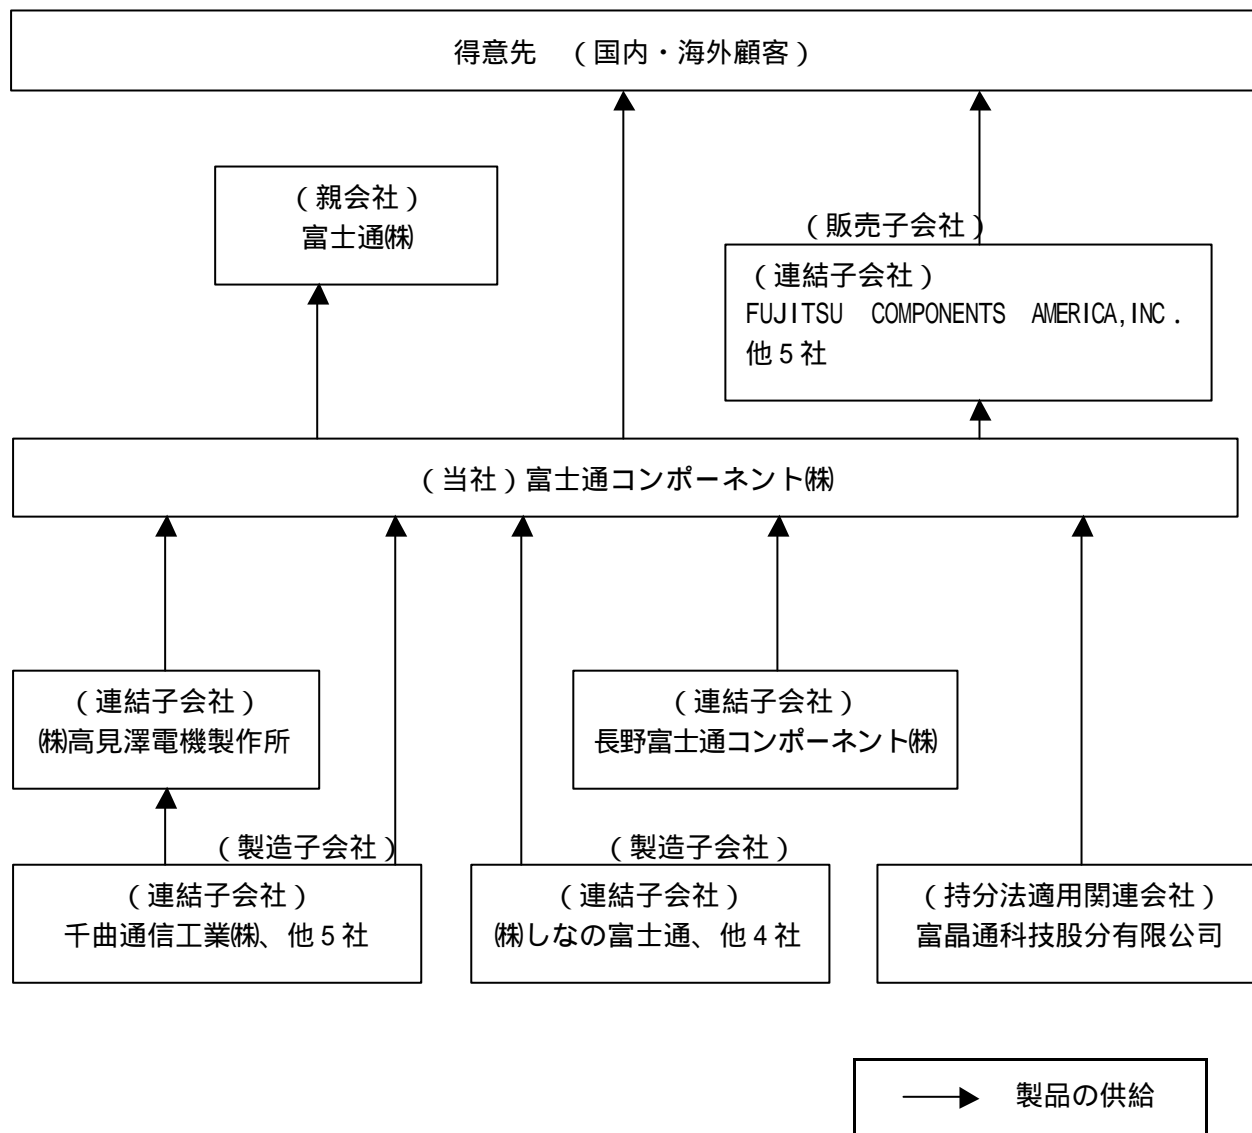 得意先　（国内・海外顧客）
（親会社）
富士通㈱
（販売子会社）
（連結子会社）
FUJITSU　COMPONENTS　AMERICA,INC.
他５社
（当社）富士通コンポーネント㈱
（連結子会社）
㈱高見澤電機製作所
（連結子会社）
長野富士通コンポーネント㈱
（製造子会社）
（連結子会社）
千曲通信工業㈱、他５社
（製造子会社）
（連結子会社）
㈱しなの富士通、他４社
（持分法適用関連会社）
富晶通科技股分有限公司
製品の供給